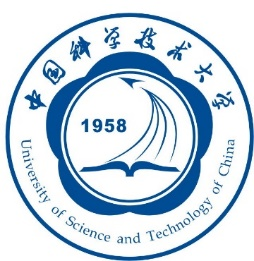 中国科学技术大学
1958
University of Science and Technology of China